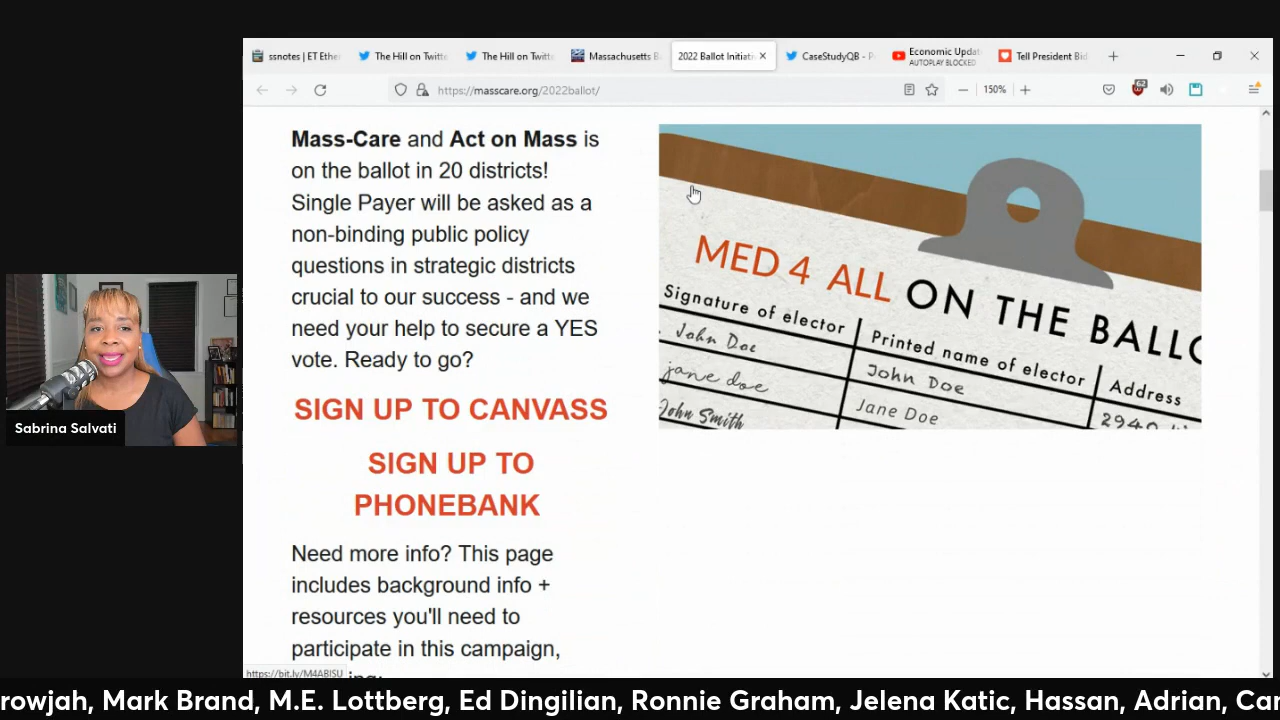 ssnotes | ET Ether
The Hill on Twitte
The Hill on Twitte
Massachusetts B
2022 Ballot Initiati
CaseStudyQB - P
Economic Updat
AUTOPLAY BLOCKED
Tell President Bid
https://masscare.org/2022ballot/
150%
62
Mass-Care and Act on Mass is
on the ballot in 20 districts!
Single Payer will be asked as a
non-binding public policy
questions in strategic districts
crucial to our success - and we
need your help to secure a YES
vote. Ready to go?
SIGN UP TO CANVASS
SIGN UP TO
PHONEBANK
Need more info? This page
includes background info +
resources you'll need to
participate in this campaign,
MED 4 ALL ON THE BALLO
Signature of elector
Printed name of elector
Address
John Doe
John Doe
2940
jane doe
Jane Doe
John Smith
https://bit.ly/M4ABISU
Sabrina Salvati
rowjah, Mark Brand, M.E. Lottberg, Ed Dingilian, Ronnie Graham, Jelena Katic, Hassan, Adrian, Car